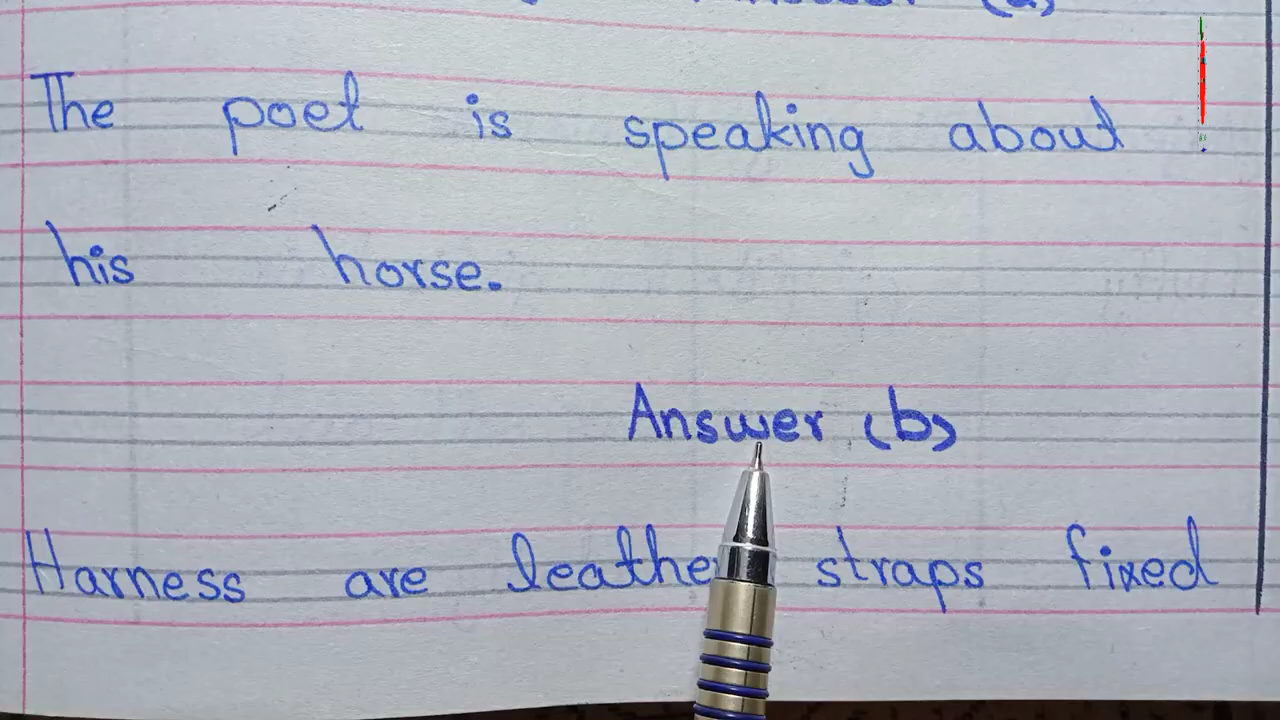 The poet is speaking about
his horse.
Answer (b)
Harness are leather straps fixed